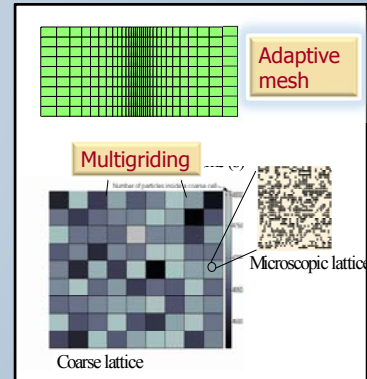 Adaptive
mesh
Multigriding
Number of particles inside a coarse cell
Microscopic lattice
Coarse lattice